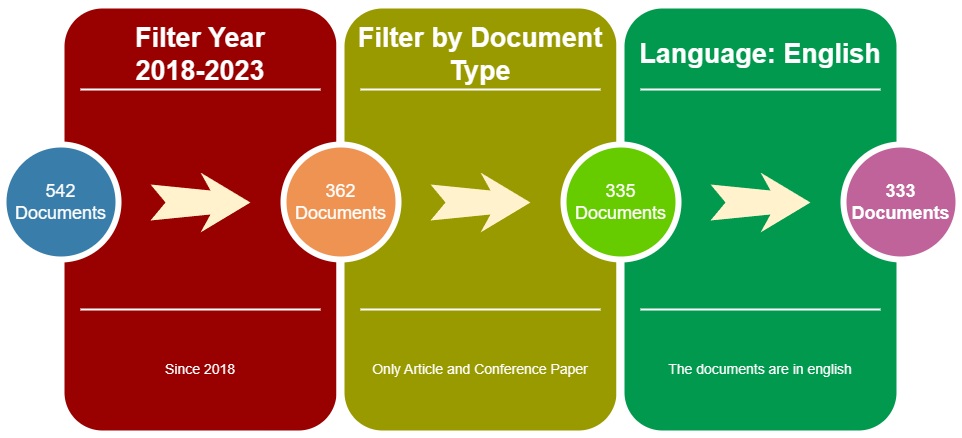 Filter Year
2018-2023
Filter by Document
Type
Language: English
542
Documents
362
Documents
335
Documents
333
Documents
Since 2018
Only Article and Conference Paper
The documents are in english